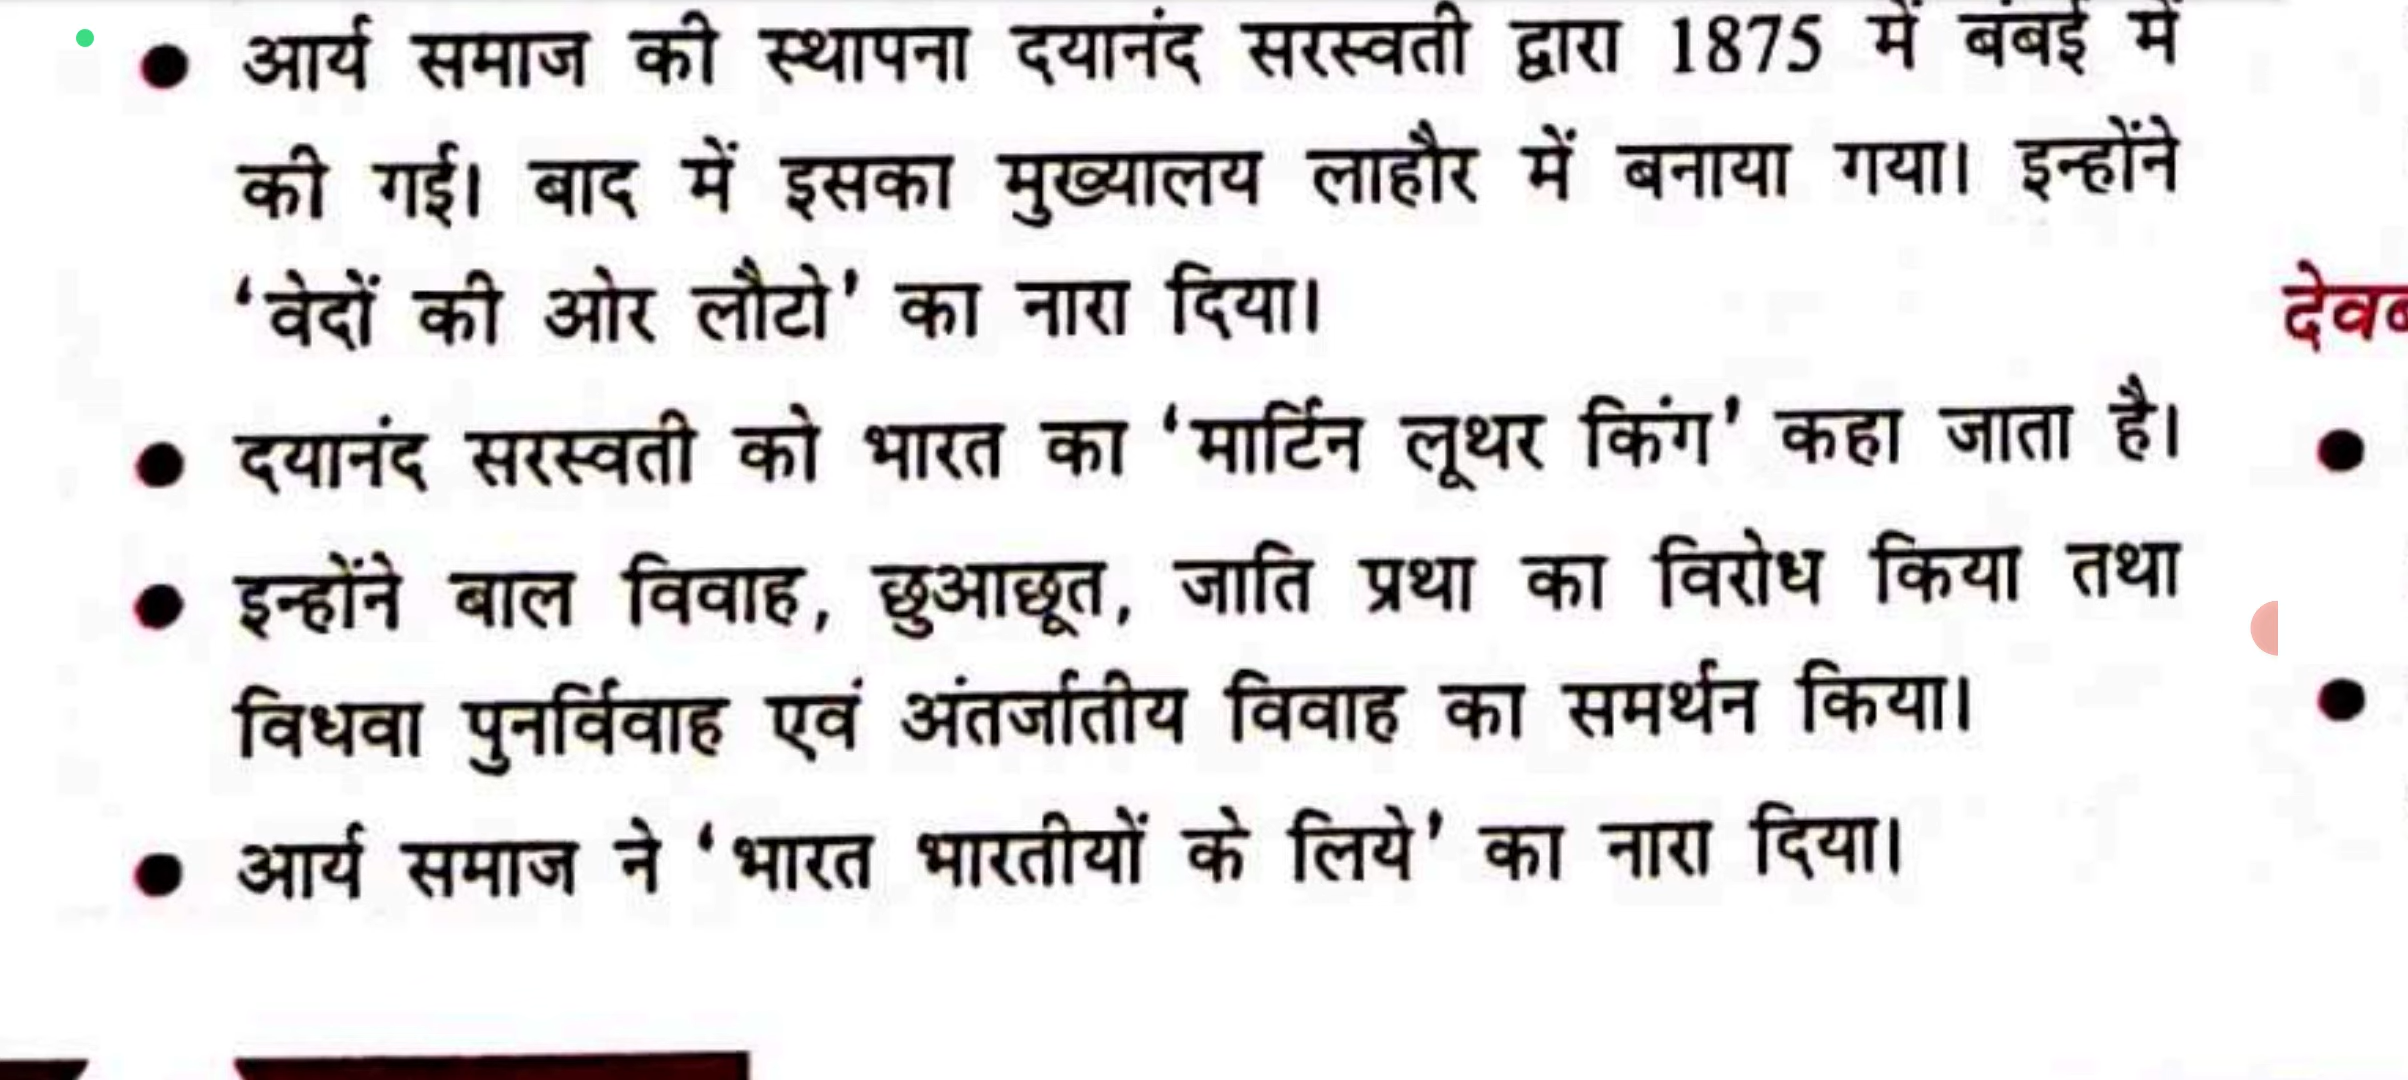 • आर्य समाज की स्थापना दयानंद सरस्वती द्वारा 1875 में बंबई में
की गई। बाद में इसका मुख्यालय लाहौर में बनाया गया। इन्होंने
‘वेदों की ओर लौटो’ का नारा दिया।
• दयानंद सरस्वती को भारत का ‘मार्टिन लूथर किंग’ कहा जाता है।
• इन्होंने बाल विवाह, छुआछूत, जाति प्रथा का विरोध किया तथा
विधवा पुनर्विवाह एवं अंतर्जातीय विवाह का समर्थन किया।
• आर्य समाज ने ‘भारत भारतीयों के लिये’ का नारा दिया।